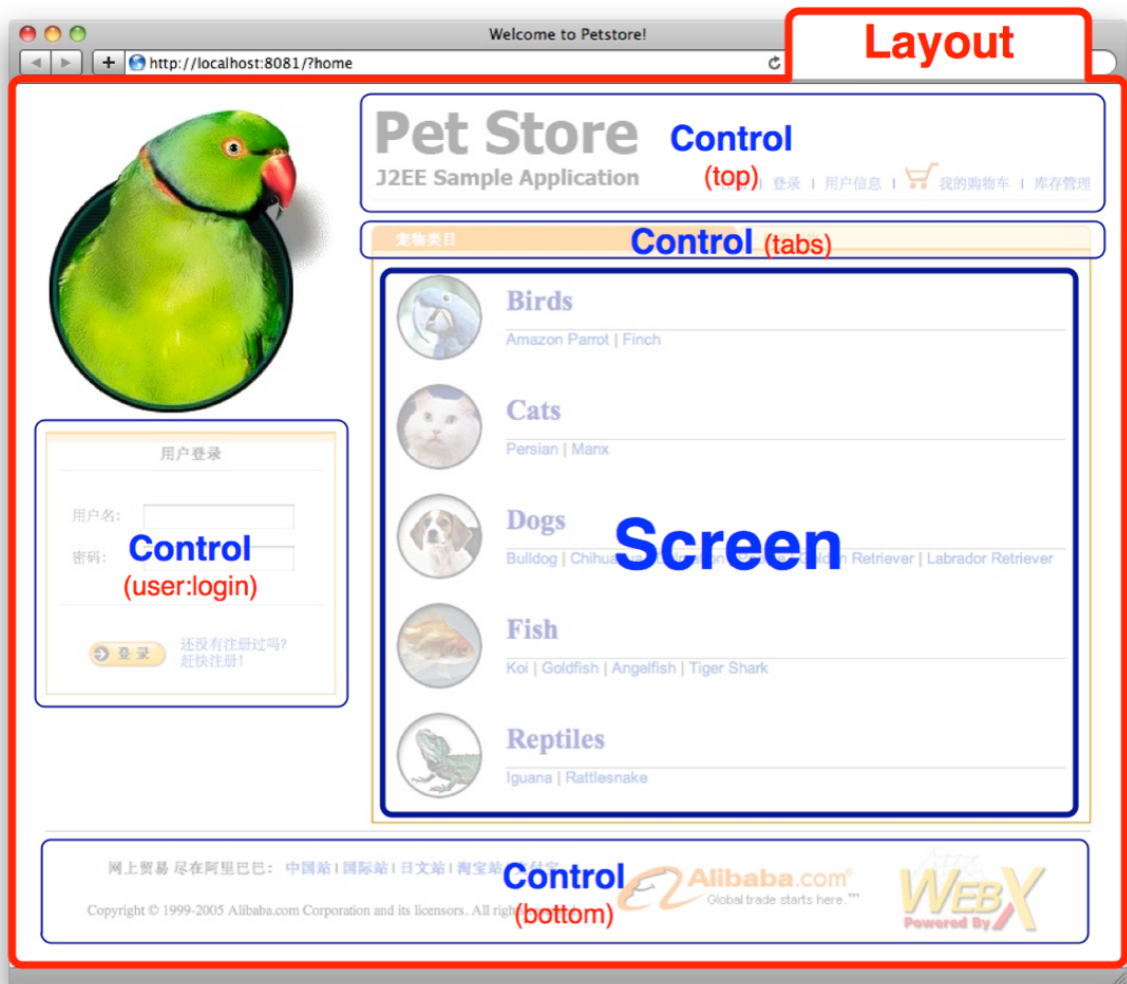 Welcome to Petstore!
http://localhost:8081/?home
Layout
Pet Store
Control
J2EE Sample Application
(top)
| 登录 | 用户信息 | 我的购物车 | 库存管理
宠物类目
Control (tabs)
Birds
Amazon Parrot | Finch
Cats
Persian | Manx
用户登录
用户名:
密码:
Control
(user:login)
登录
还没有注册过吗?
赶快注册!
Dogs
Screen
Bulldog | Retriever | Labrador Retriever
Fish
Koi | Goldfish | Angelfish | Tiger Shark
Reptiles
Iguana | Rattlesnake
网上贸易 尽在阿里巴巴: 中国站 | 国际站 | 日文站 | 淘宝站
Control
(bottom)
Copyright © 1999-2005 Alibaba.com Corporation and its licensors. All
Alibaba.com
Global trade starts here.™
WEBX
Powered By